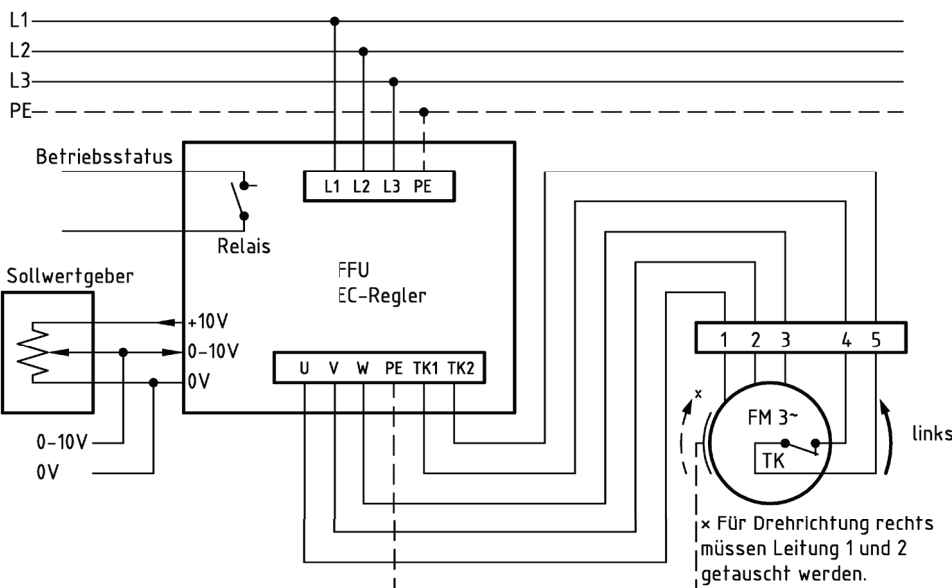 L1
L2
L3
PE
Betriebsstatus
L1 L2 L3 PE
Relais
FFU
EC-Regler
Sollwertgeber
+10V
0-10V
0V
U V W PE TK1 TK2
0-10V
0V
1 2 3 4 5
x
FM 3~
TK
links
x Für Drehrichtung rechts
müssen Leitung 1 und 2
getauscht werden.